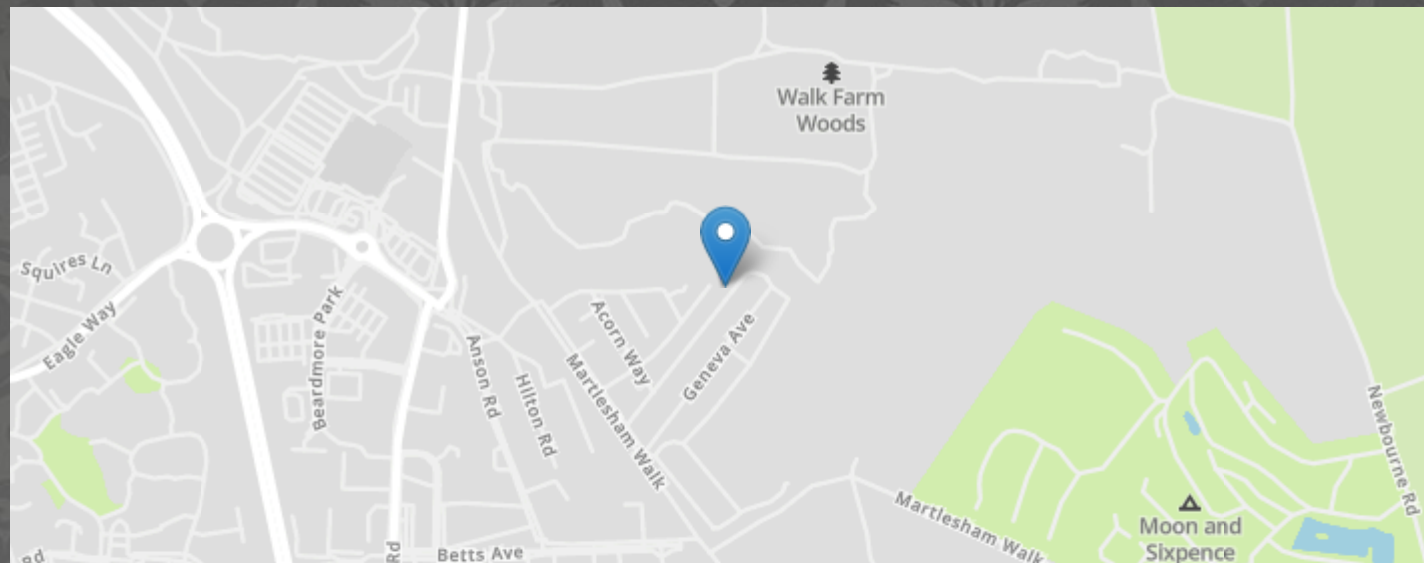 Walk Farm
Woods
Squires Ln
Eagle Way
Beardmore Park
Acorn Way
Anson Rd
Hilton Rd
Martlesham Walk
Geneva Ave
Newbourne Rd
Martlesham Walk
Moon and
Sixpence
Rd
Rd
Betts Ave